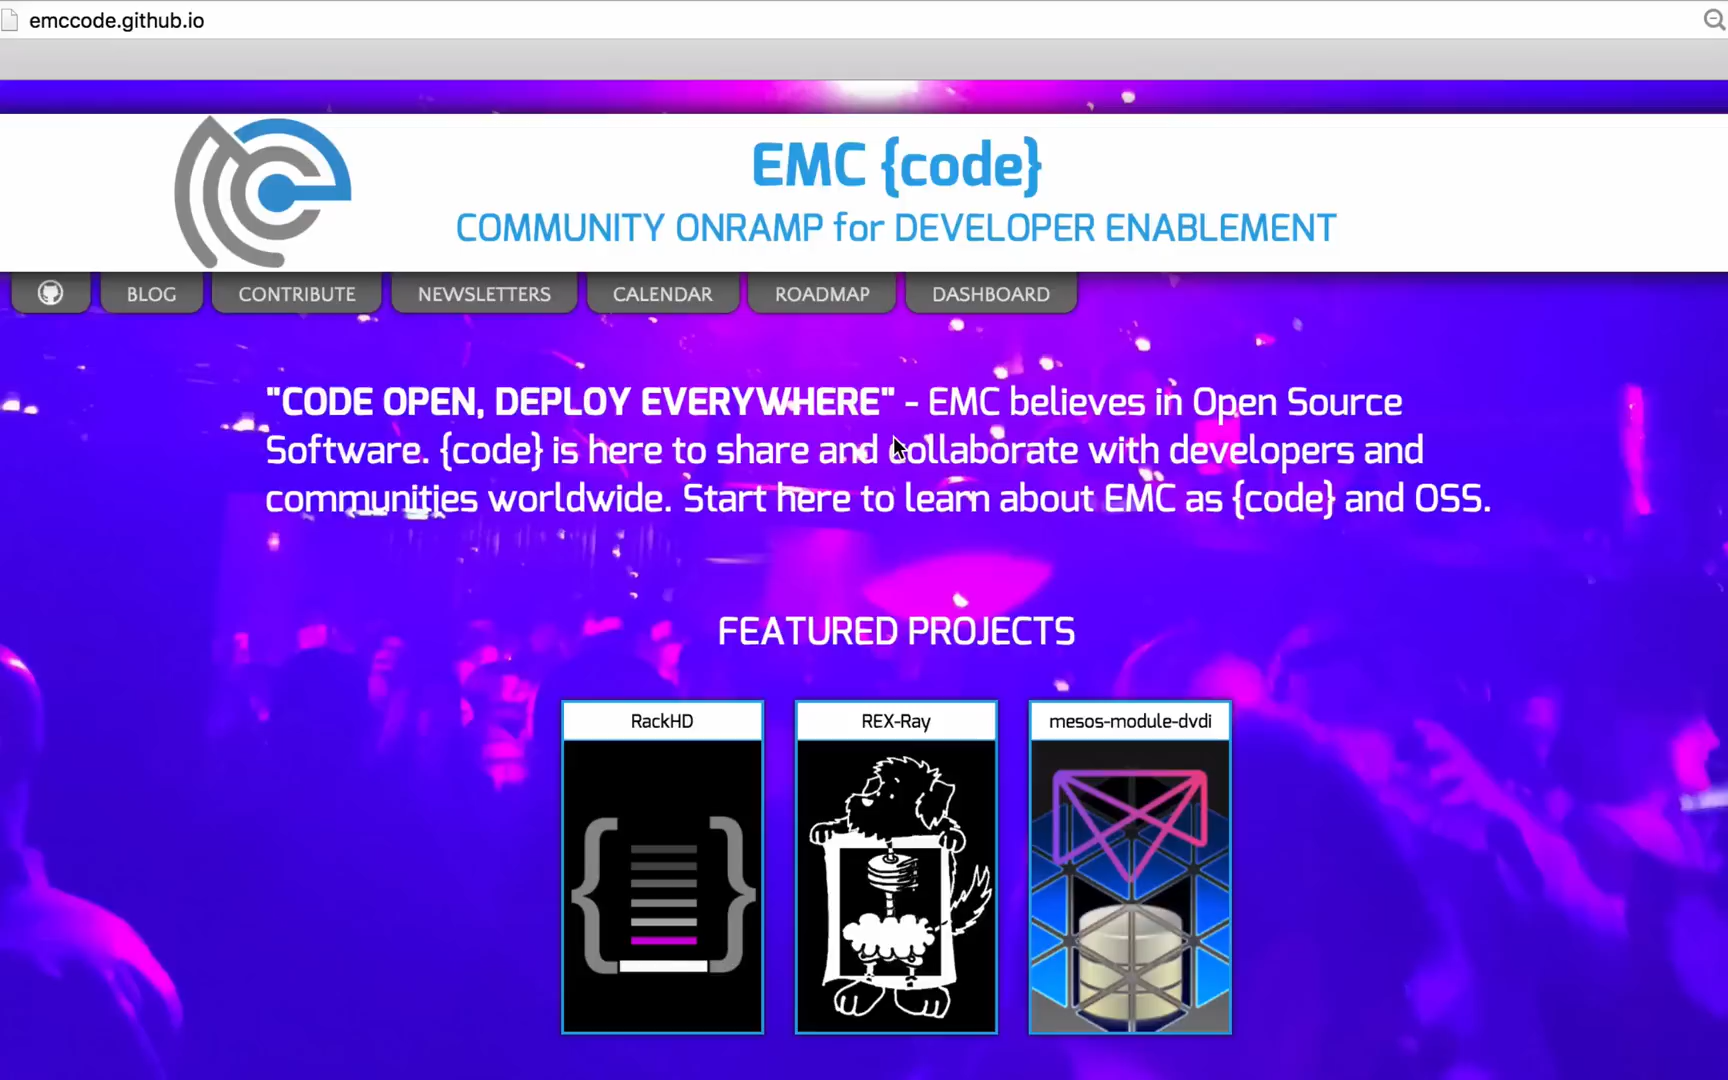 emccode.github.io
EMC {code}
COMMUNITY ONRAMP for DEVELOPER ENABLEMENT
BLOG CONTRIBUTE NEWSLETTERS CALENDAR ROADMAP DASHBOARD
"CODE OPEN, DEPLOY EVERYWHERE" - EMC believes in Open Source
Software. {code} is here to share and collaborate with developers and
communities worldwide. Start here to learn about EMC as {code} and OSS.
FEATURED PROJECTS
RackHD REX-Ray mesos-module-dvdi